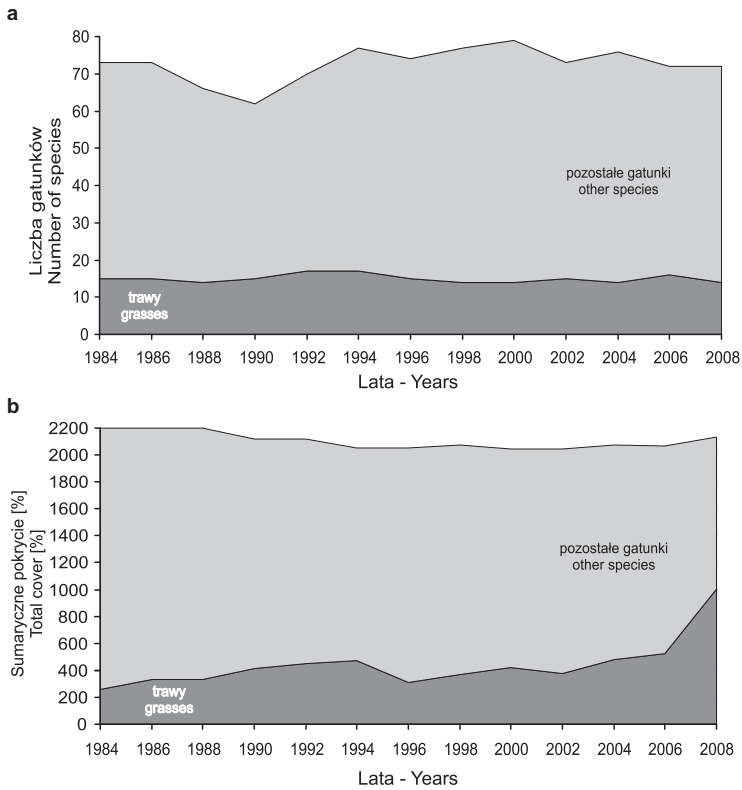 a
80
70
60
50
40
30
20
10
0
Liczba gatunków
Number of species
pozostałe gatunki
other species
trawy
grasses
1984 1986 1988 1990 1992 1994 1996 1998 2000 2002 2004 2006 2008
Lata - Years
b
2200
2000
1800
1600
1400
1200
1000
800
600
400
200
0
Sumaryczne pokrycie [%]
Total cover [%]
pozostałe gatunki
other species
trawy
grasses
1984 1986 1988 1990 1992 1994 1996 1998 2000 2002 2004 2006 2008
Lata - Years